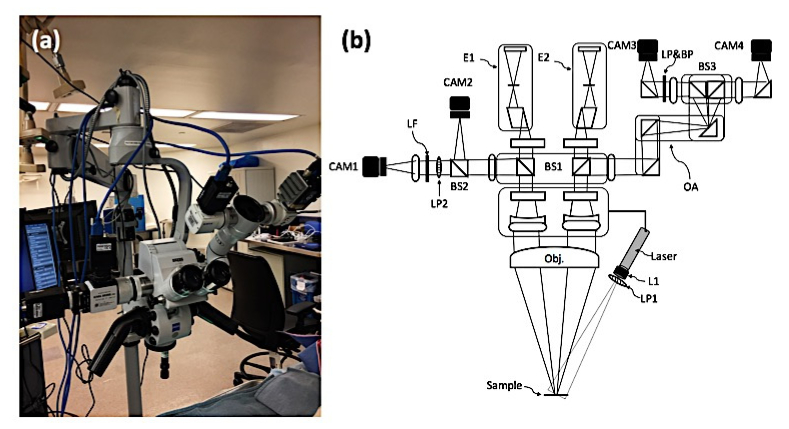 (a)
(b)
E1
E2
CAM3
LP&BP
CAM4
BS3
CAM2
LF
CAM1
BS1
BS2
LP2
OA
Laser
Obj.
L1
LP1
Sample